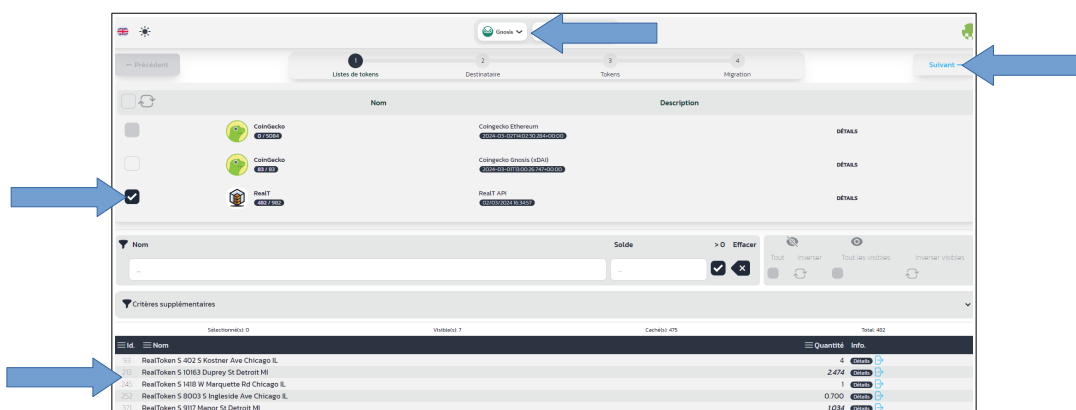 Gnosis
← Précédent
1
2
3
4
Suivant
Listes de tokens
Destinataire
Tokens
Migration
Nom
Description
CoinGecko
0 / 5084
Coingecko Ethereum
2024-03-02T14:02:30.284+00:00
DÉTAILS
CoinGecko
83 / 83
Coingecko Gnosis (xDAI)
2024-03-01T13:00:26.747+00:00
DÉTAILS
RealT
482 / 982
RealT API
02/03/2024 16:34:57
DÉTAILS
Nom
Solde
> 0
Effacer
Tout
Inverser
Tout les visibles
Inverser visibles
...
...
Critères supplémentaires
Sélectionné(s): 0
Visible(s): 7
Caché(s): 475
Total: 482
Id.
Nom
Quantité
Info.
93 RealToken S 402 S Kostner Ave Chicago IL 4 Détails
213 RealToken S 10163 Duprey St Detroit MI 2.474 Détails
245 RealToken S 1418 W Marquette Rd Chicago IL 1 Détails
252 RealToken S 8003 S Ingleside Ave Chicago IL 0.700 Détails
321 RealToken S 9117 Manor St Detroit MI 1.034 Détails